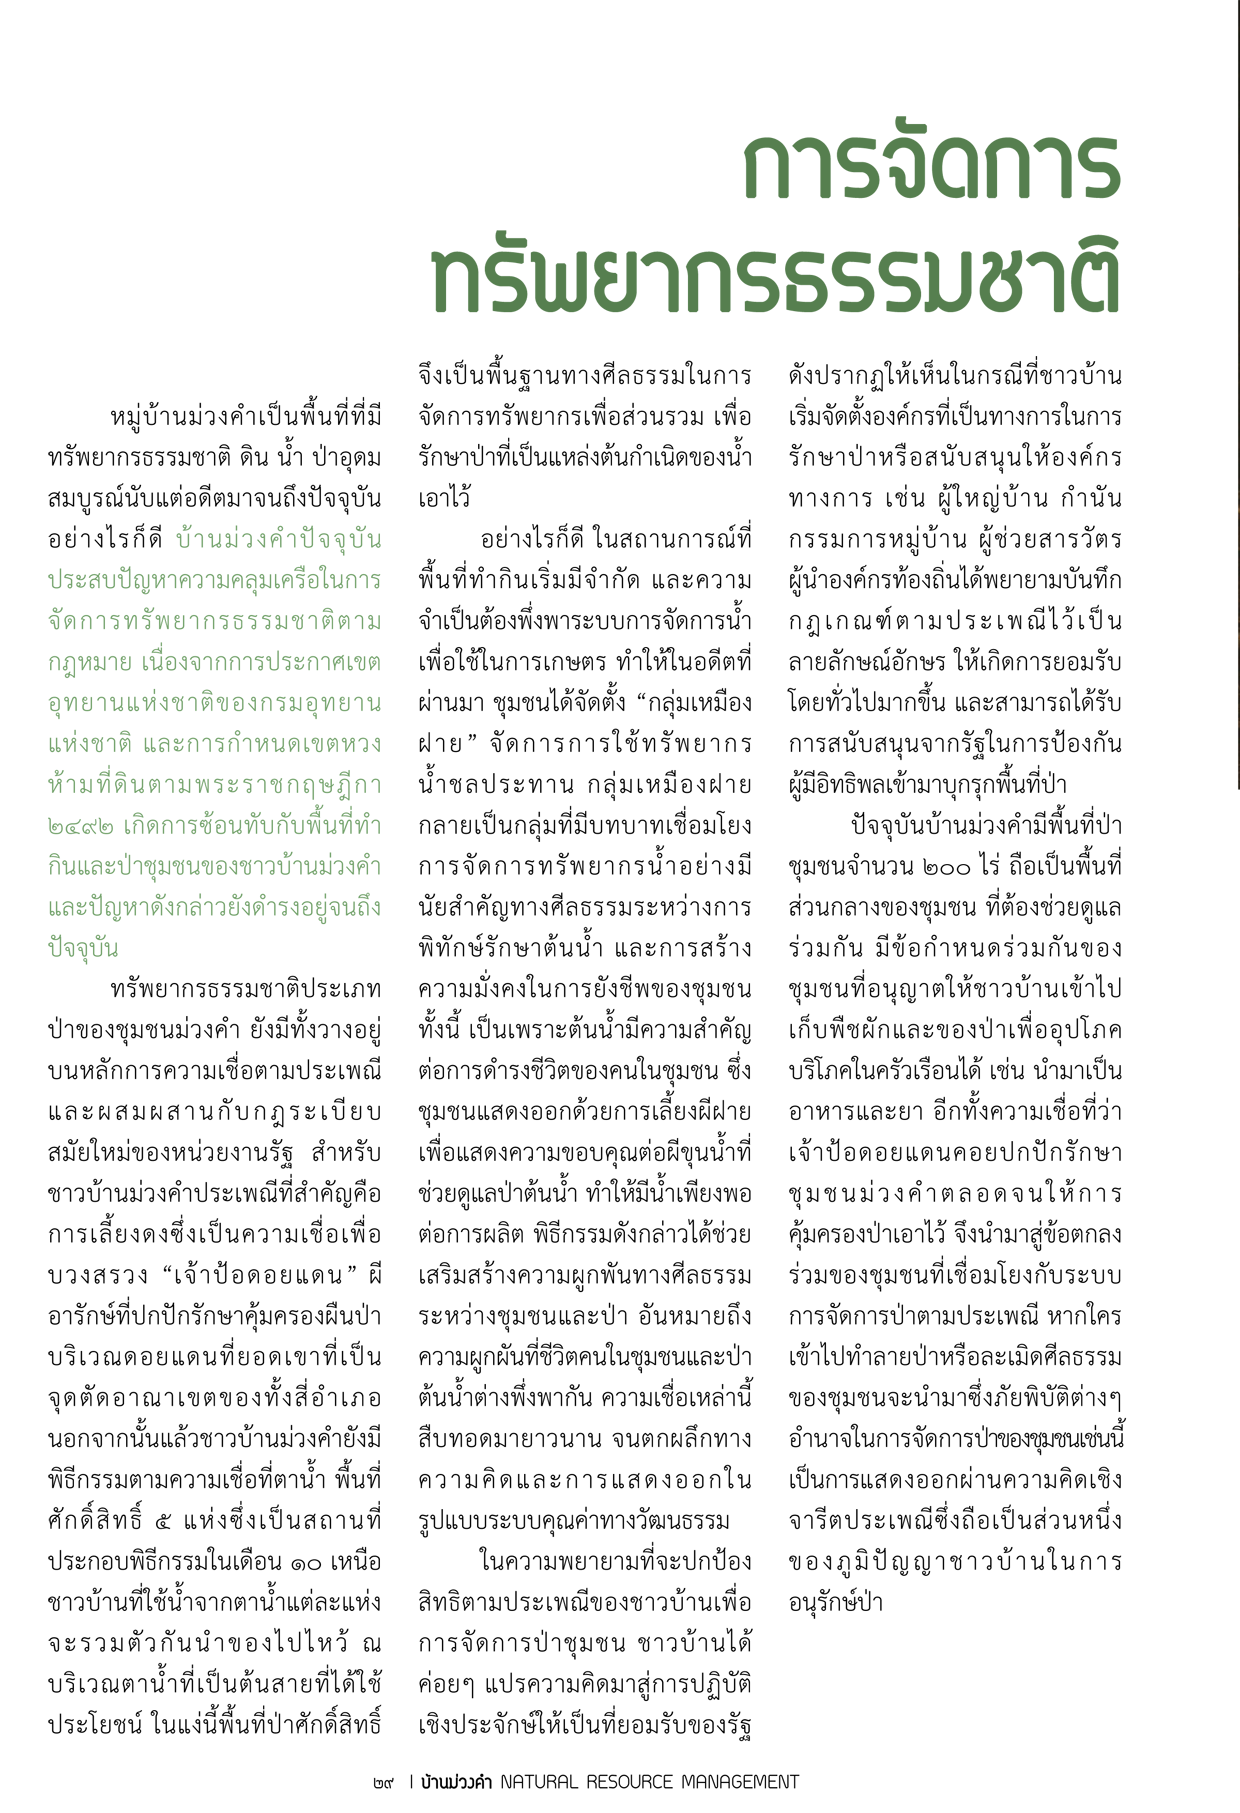 การจัดการ
ทรัพยากรธรรมชาติ
หมู่บ้านม่วงคำเป็นพื้นที่ที่มี
ทรัพยากรธรรมชาติ ดิน น้ำ ป่าอุดม
สมบูรณ์นับแต่อดีตมาจนถึงปัจจุบัน
อย่างไรก็ดี บ้านม่วงคำปัจจุบัน
ประสบปัญหาความคลุมเครือในการ
จัดการทรัพยากรธรรมชาติตาม
กฎหมาย เนื่องจากการประกาศเขต
อุทยานแห่งชาติของกรมอุทยาน
แห่งชาติ และการกำหนดเขตหวง
ห้ามที่ดินตามพระราชกฤษฎีกา
๒๔๙๒ เกิดการซ้อนทับกับพื้นที่ทำ
กินและป่าชุมชนของชาวบ้านม่วงคำ
และปัญหาดังกล่าวยังดำรงอยู่จนถึง
ปัจจุบัน
ทรัพยากรธรรมชาติประเภท
ป่าของชุมชนม่วงคำ ยังมีทั้งวางอยู่
บนหลักการความเชื่อตามประเพณี
และผสมผสานกับกฎระเบียบ
สมัยใหม่ของหน่วยงานรัฐ สำหรับ
ชาวบ้านม่วงคำประเพณีที่สำคัญคือ
การเลี้ยงดงซึ่งเป็นความเชื่อเพื่อ
บวงสรวง “เจ้าป้อดอยแดน” ผี
อารักษ์ที่ปกปักรักษาคุ้มครองผืนป่า
บริเวณดอยแดนที่ยอดเขาที่เป็น
จุดตัดอาณาเขตของทั้งสี่อำเภอ
นอกจากนั้นแล้วชาวบ้านม่วงคำยังมี
พิธีกรรมตามความเชื่อที่ตาน้ำ พื้นที่
ศักดิ์สิทธิ์ ๕ แห่งซึ่งเป็นสถานที่
ประกอบพิธีกรรมในเดือน ๑๐ เหนือ
ชาวบ้านที่ใช้น้ำจากตาน้ำแต่ละแห่ง
จะรวมตัวกันนำของไปไหว้ ณ
บริเวณตาน้ำที่เป็นต้นสายที่ได้ใช้
ประโยชน์ ในแง่นี้พื้นที่ป่าศักดิ์สิทธิ์
จึงเป็นพื้นฐานทางศีลธรรมในการ
จัดการทรัพยากรเพื่อส่วนรวม เพื่อ
รักษาป่าที่เป็นแหล่งต้นกำเนิดของน้ำ
เอาไว้
อย่างไรก็ดี ในสถานการณ์ที่
พื้นที่ทำกินเริ่มมีจำกัด และความ
จำเป็นต้องพึ่งพาระบบการจัดการน้ำ
เพื่อใช้ในการเกษตร ทำให้ในอดีตที่
ผ่านมา ชุมชนได้จัดตั้ง “กลุ่มเหมือง
ฝาย” จัดการการใช้ทรัพยากร
น้ำชลประทาน กลุ่มเหมืองฝาย
กลายเป็นกลุ่มที่มีบทบาทเชื่อมโยง
การจัดการทรัพยากรน้ำอย่างมี
นัยสำคัญทางศีลธรรมระหว่างการ
พิทักษ์รักษาต้นน้ำ และการสร้าง
ความมั่งคงในการยังชีพของชุมชน
ทั้งนี้ เป็นเพราะต้นน้ำมีความสำคัญ
ต่อการดำรงชีวิตของคนในชุมชน ซึ่ง
ชุมชนแสดงออกด้วยการเลี้ยงผีฝาย
เพื่อแสดงความขอบคุณต่อผีขุนน้ำที่
ช่วยดูแลป่าต้นน้ำ ทำให้มีน้ำเพียงพอ
ต่อการผลิต พิธีกรรมดังกล่าวได้ช่วย
เสริมสร้างความผูกพันทางศีลธรรม
ระหว่างชุมชนและป่า อันหมายถึง
ความผูกผันที่ชีวิตคนในชุมชนและป่า
ต้นน้ำต่างพึ่งพากัน ความเชื่อเหล่านี้
สืบทอดมายาวนาน จนตกผลึกทาง
ความคิดและการแสดงออกใน
รูปแบบระบบคุณค่าทางวัฒนธรรม
ในความพยายามที่จะปกป้อง
สิทธิตามประเพณีของชาวบ้านเพื่อ
การจัดการป่าชุมชน ชาวบ้านได้
ค่อยๆ แปรความคิดมาสู่การปฏิบัติ
เชิงประจักษ์ให้เป็นที่ยอมรับของรัฐ
ดังปรากฏให้เห็นในกรณีที่ชาวบ้าน
เริ่มจัดตั้งองค์กรที่เป็นทางการในการ
รักษาป่าหรือสนับสนุนให้องค์กร
ทางการ เช่น ผู้ใหญ่บ้าน กำนัน
กรรมการหมู่บ้าน ผู้ช่วยสารวัตร
ผู้นำองค์กรท้องถิ่นได้พยายามบันทึก
กฎเกณฑ์ตามประเพณีไว้เป็น
ลายลักษณ์อักษร ให้เกิดการยอมรับ
โดยทั่วไปมากขึ้น และสามารถได้รับ
การสนับสนุนจากรัฐในการป้องกัน
ผู้มีอิทธิพลเข้ามาบุกรุกพื้นที่ป่า
ปัจจุบันบ้านม่วงคำมีพื้นที่ป่า
ชุมชนจำนวน ๒๐๐ ไร่ ถือเป็นพื้นที่
ส่วนกลางของชุมชน ที่ต้องช่วยดูแล
ร่วมกัน มีข้อกำหนดร่วมกันของ
ชุมชนที่อนุญาตให้ชาวบ้านเข้าไป
เก็บพืชผักและของป่าเพื่ออุปโภค
บริโภคในครัวเรือนได้ เช่น นำมาเป็น
อาหารและยา อีกทั้งความเชื่อที่ว่า
เจ้าป้อดอยแดนคอยปกปักรักษา
ชุมชนม่วงคำตลอดจนให้การ
คุ้มครองป่าเอาไว้ จึงนำมาสู่ข้อตกลง
ร่วมของชุมชนที่เชื่อมโยงกับระบบ
การจัดการป่าตามประเพณี หากใคร
เข้าไปทำลายป่าหรือละเมิดศีลธรรม
ของชุมชนจะนำมาซึ่งภัยพิบัติต่างๆ
อำนาจในการจัดการป่าของชุมชนเช่นนี้
เป็นการแสดงออกผ่านความคิดเชิง
จารีตประเพณีซึ่งถือเป็นส่วนหนึ่ง
ของภูมิปัญญาชาวบ้านในการ
อนุรักษ์ป่า
๒๙ | บ้านม่วงคำ NATURAL RESOURCE MANAGEMENT